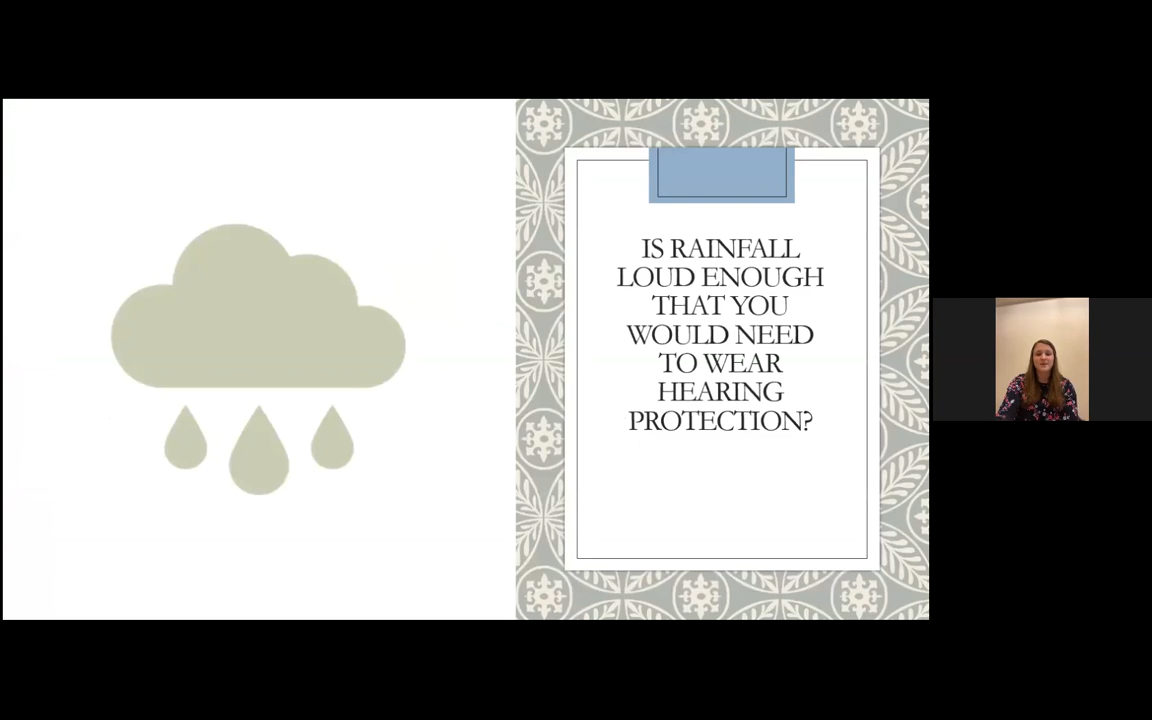 IS RAINFALL
LOUD ENOUGH
THAT YOU
WOULD NEED
TO WEAR
HEARING
PROTECTION?